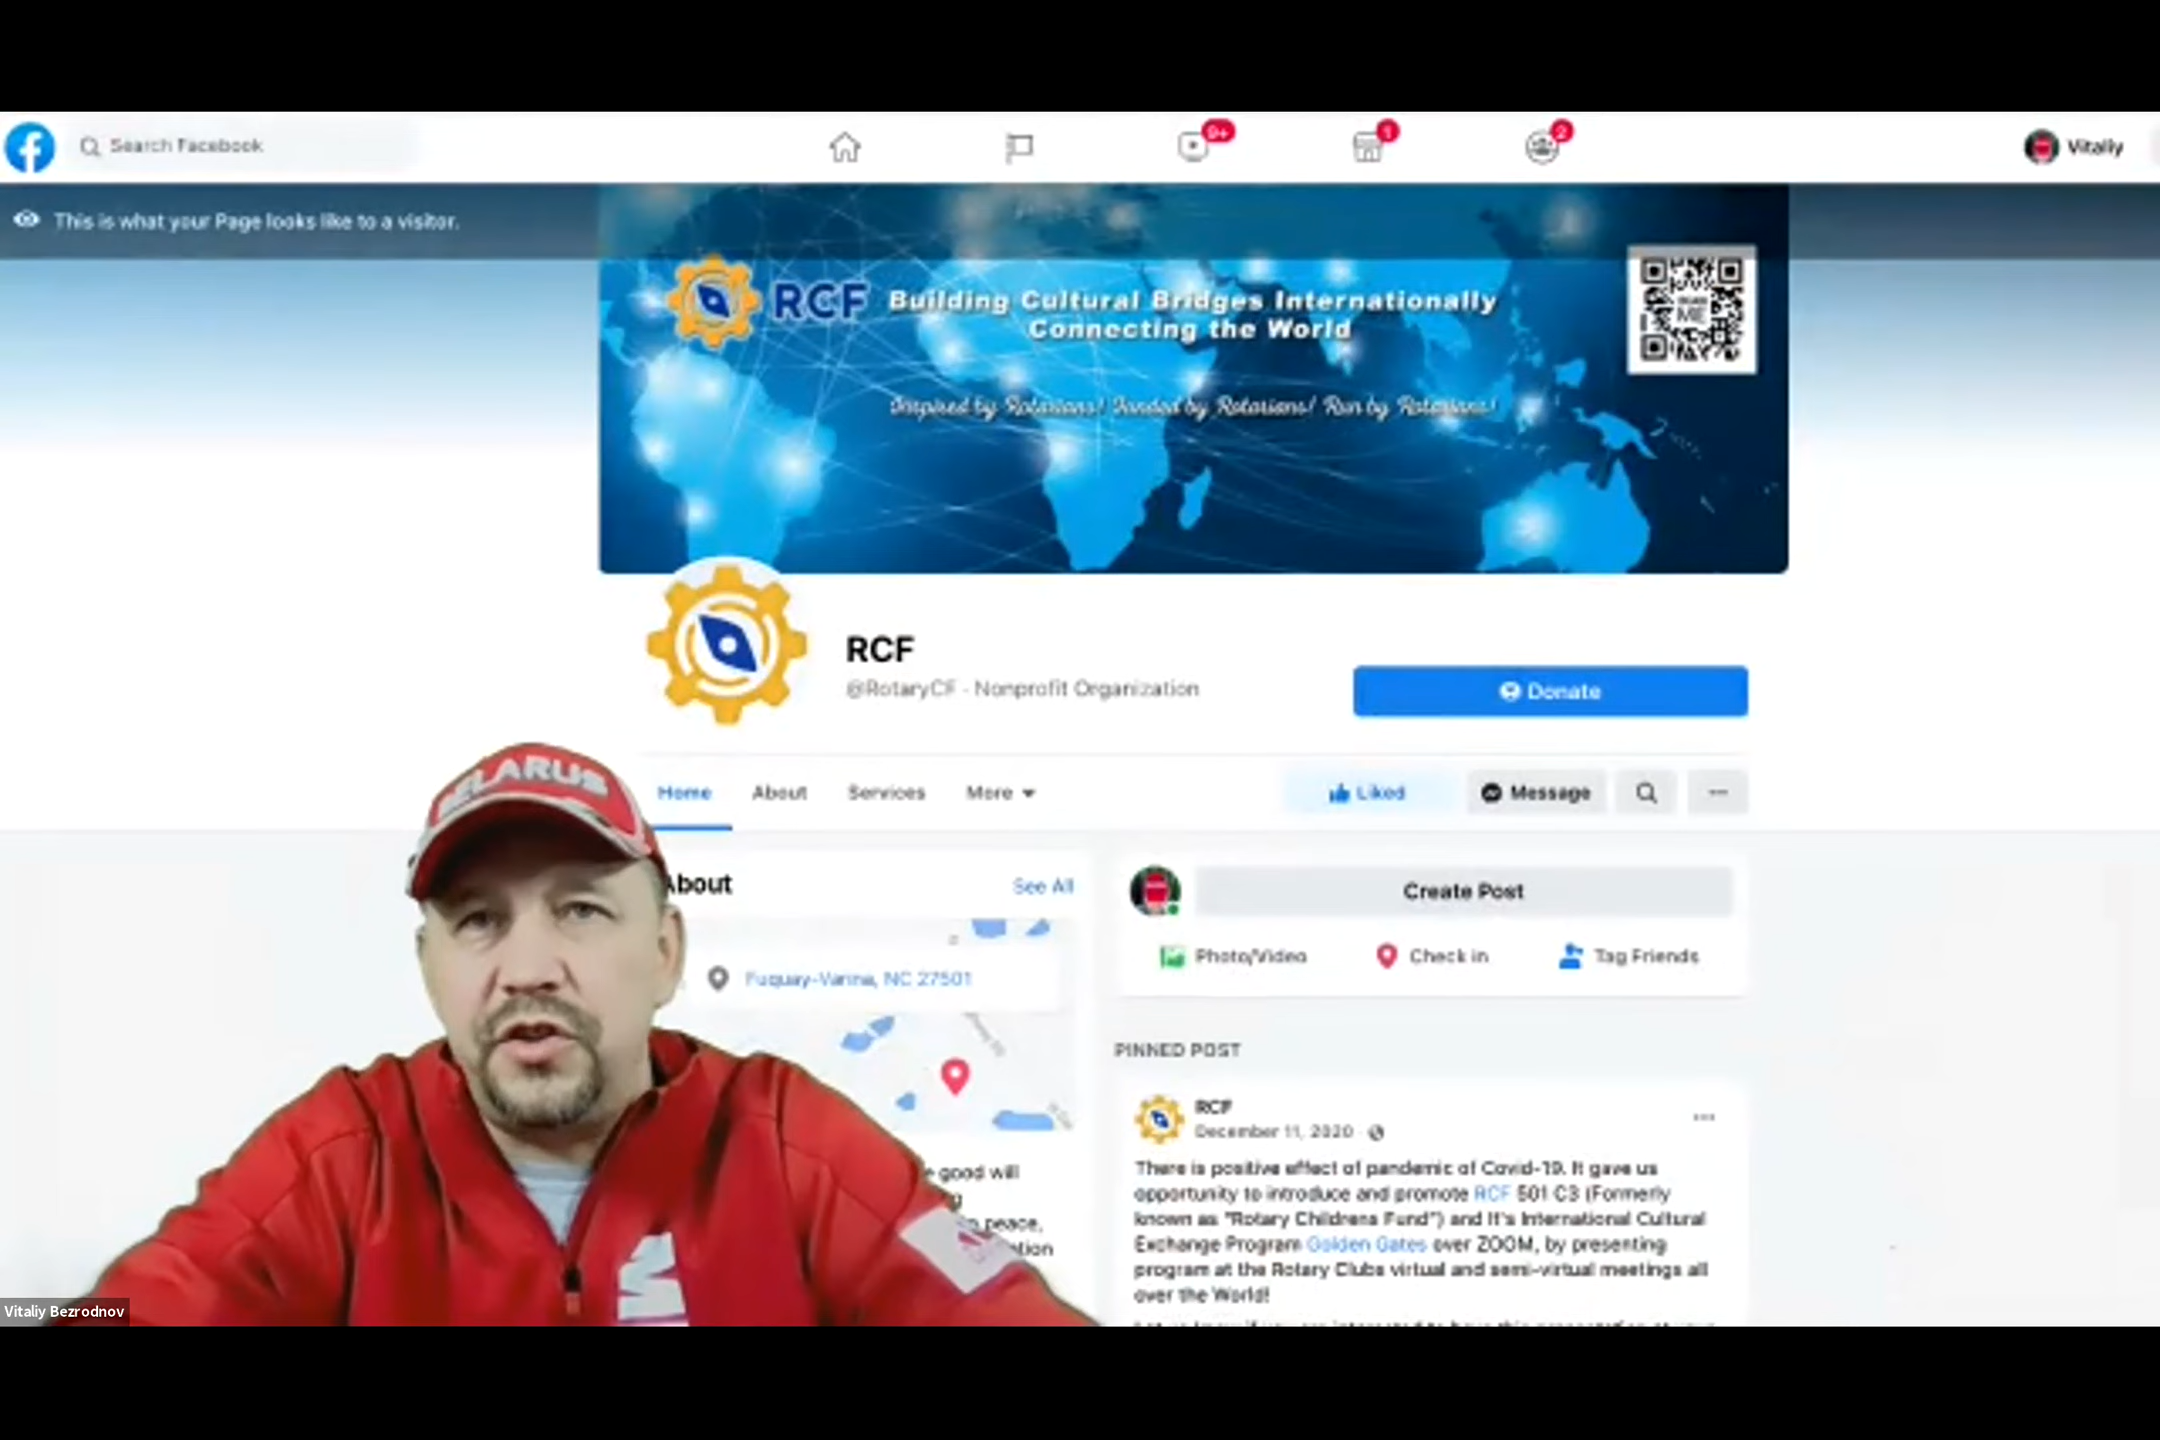 Search Facebook
9+
1
2
Vitaliy
This is what your Page looks like to a visitor.
RCF
Building Cultural Bridges Internationally
Connecting the World
Inspired by Rotarians! Funded by Rotarians! Run by Rotarians!
RCF
@RotaryCF · Nonprofit Organization
Donate
BELARUS
Home
About
Services
More
Liked
Message
About
See All
Create Post
Photo/Video
Check in
Tag Friends
Fuquay-Varina, NC 27501
PINNED POST
RCF
December 11, 2020
There is positive effect of pandemic of Covid-19. It gave us
opportunity to introduce and promote RCF 501 C3 (Formerly
known as "Rotary Childrens Fund") and It's International Cultural
Exchange Program Golden Gates over ZOOM, by presenting
program at the Rotary Clubs virtual and semi-virtual meetings all
over the World!
good will
peace,
Vitaliy Bezrodnov